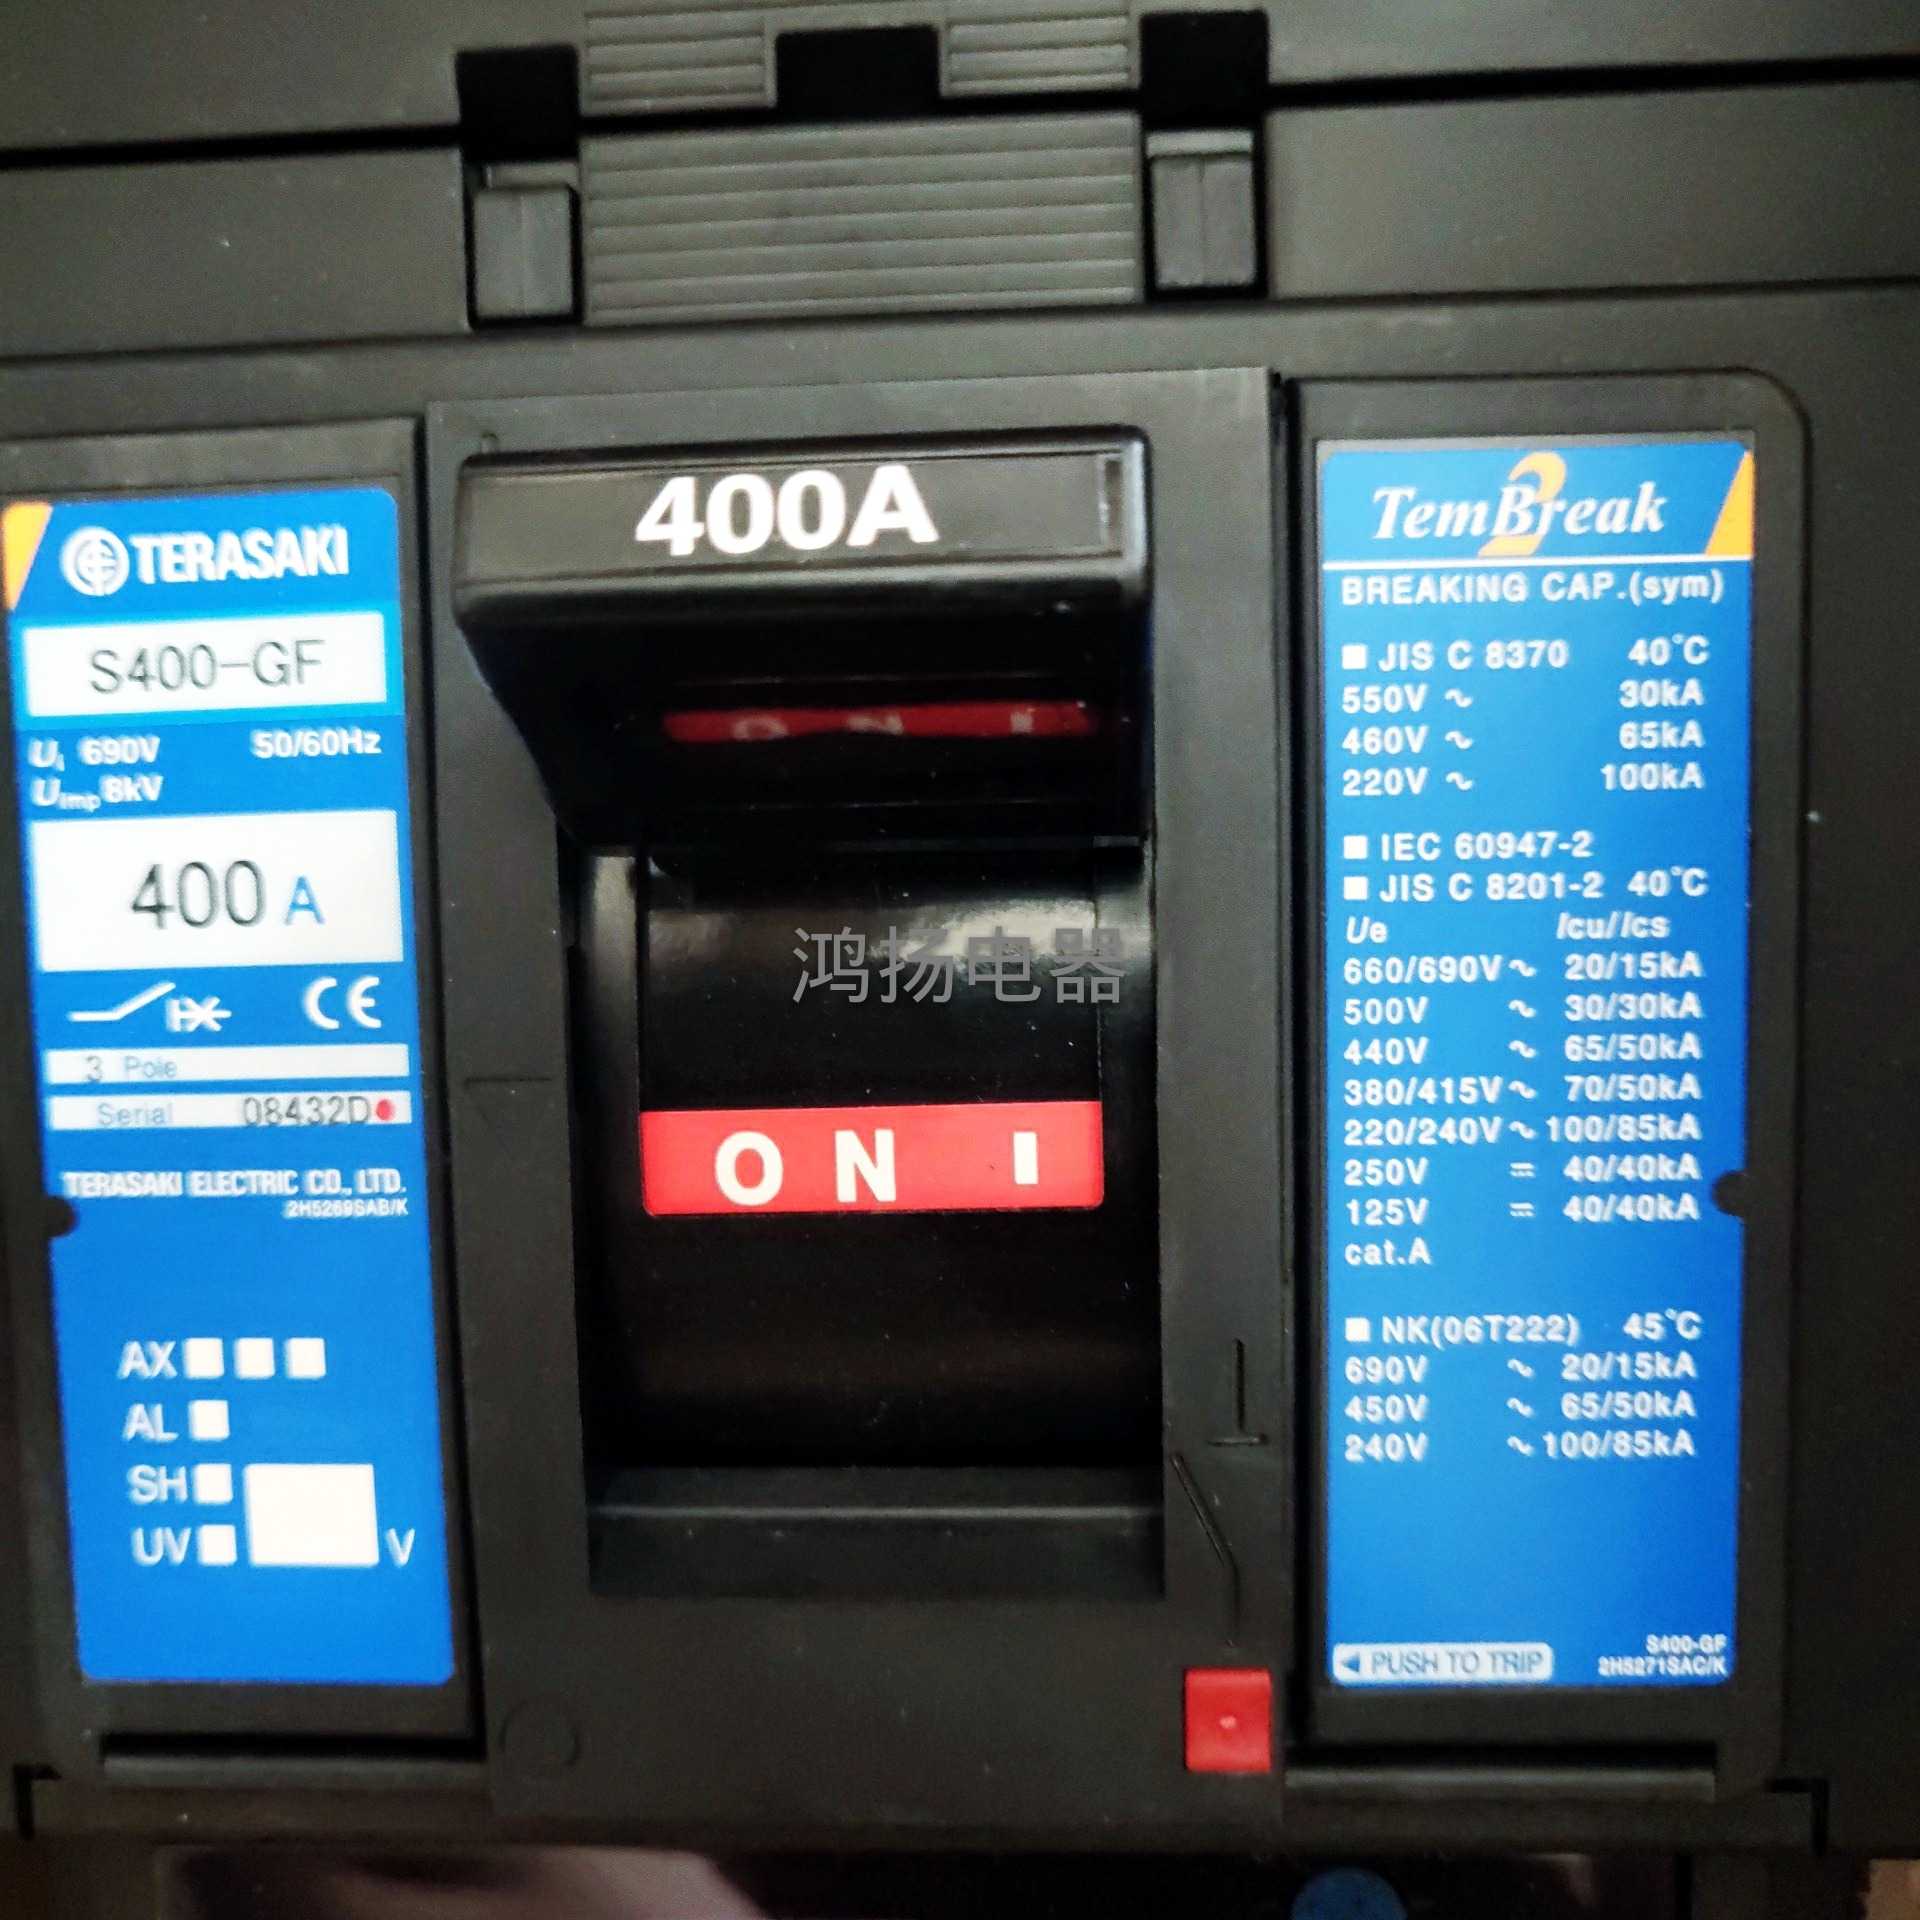 TERASAKI
S400-GF
Ui 690V 50/60Hz
Uimp 8kV
400 A
CE
3 Pole
Serial 08432D
TERASAKI ELECTRIC CO., LTD.
2H5269SAB/K
AX
AL
SH
UV V
400A
ON I
鸿扬电器
ON I
TemBreak 2
BREAKING CAP.(sym)
■ JIS C 8370 40℃
550V ~ 30kA
460V ~ 65kA
220V ~ 100kA
■ IEC 60947-2
■ JIS C 8201-2 40℃
Ue Icu/Ics
660/690V ~ 20/15kA
500V ~ 30/30kA
440V ~ 65/50kA
380/415V ~ 70/50kA
220/240V ~ 100/85kA
250V ⎓ 40/40kA
125V ⎓ 40/40kA
cat.A
■ NK(06T222) 45℃
690V ~ 20/15kA
450V ~ 65/50kA
240V ~ 100/85kA
◀ PUSH TO TRIP
S400-GF
2H5271SAC/K